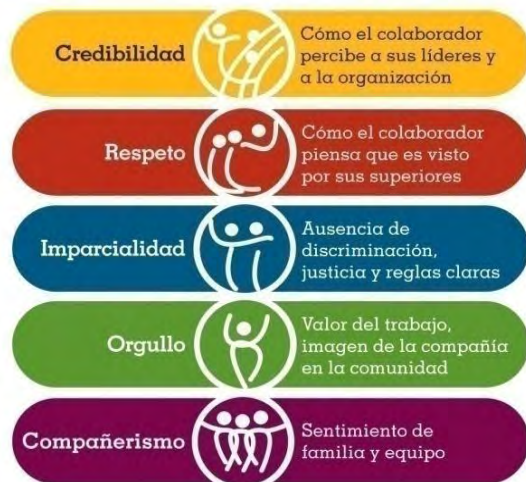 Credibilidad
Cómo el colaborador
percibe a sus líderes y
a la organización
Respeto
Cómo el colaborador
piensa que es visto
por sus superiores
Imparcialidad
Ausencia de
discriminación,
justicia y reglas claras
Orgullo
Valor del trabajo,
imagen de la compañía
en la comunidad
Compañerismo
Sentimiento de
familia y equipo